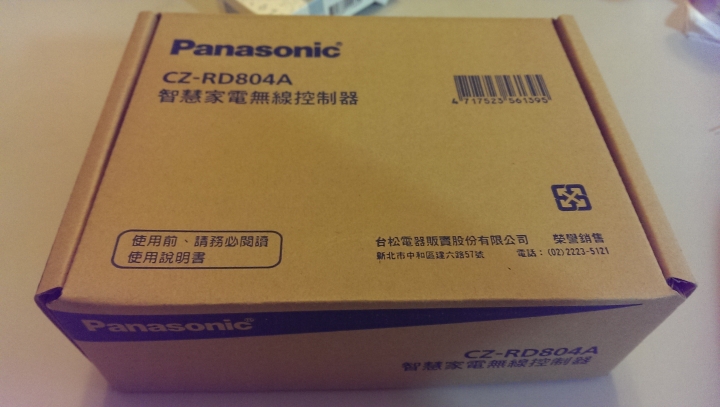 Panasonic
CZ-RD804A
智慧家電無線控制器
4 717523 561395
使用前、請務必閱讀
使用說明書
台松電器販賣股份有限公司 榮譽銷售
新北市中和區建六路57號 電話：(02)2223-5121
Panasonic
CZ-RD804A
智慧家電無線控制器